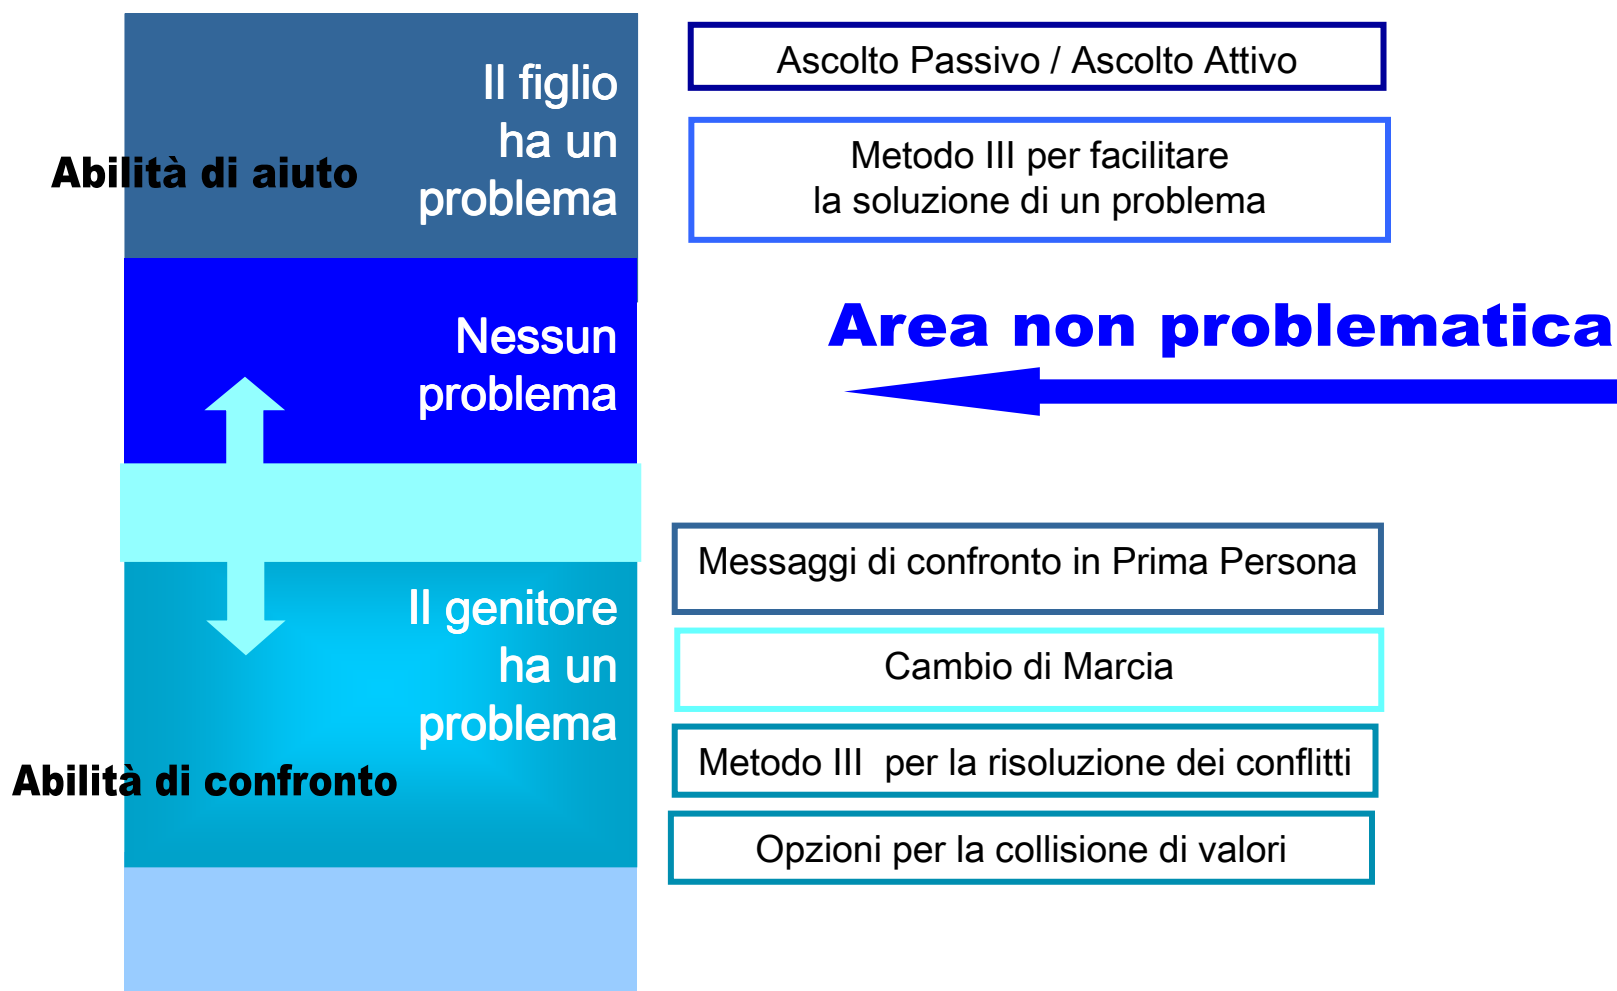 Il figlio
ha un
problema
Abilità di aiuto
Ascolto Passivo / Ascolto Attivo
Metodo III per facilitare
la soluzione di un problema
Nessun
problema
Area non problematica
Il genitore
ha un
problema
Abilità di confronto
Messaggi di confronto in Prima Persona
Cambio di Marcia
Metodo III  per la risoluzione dei conflitti
Opzioni per la collisione di valori